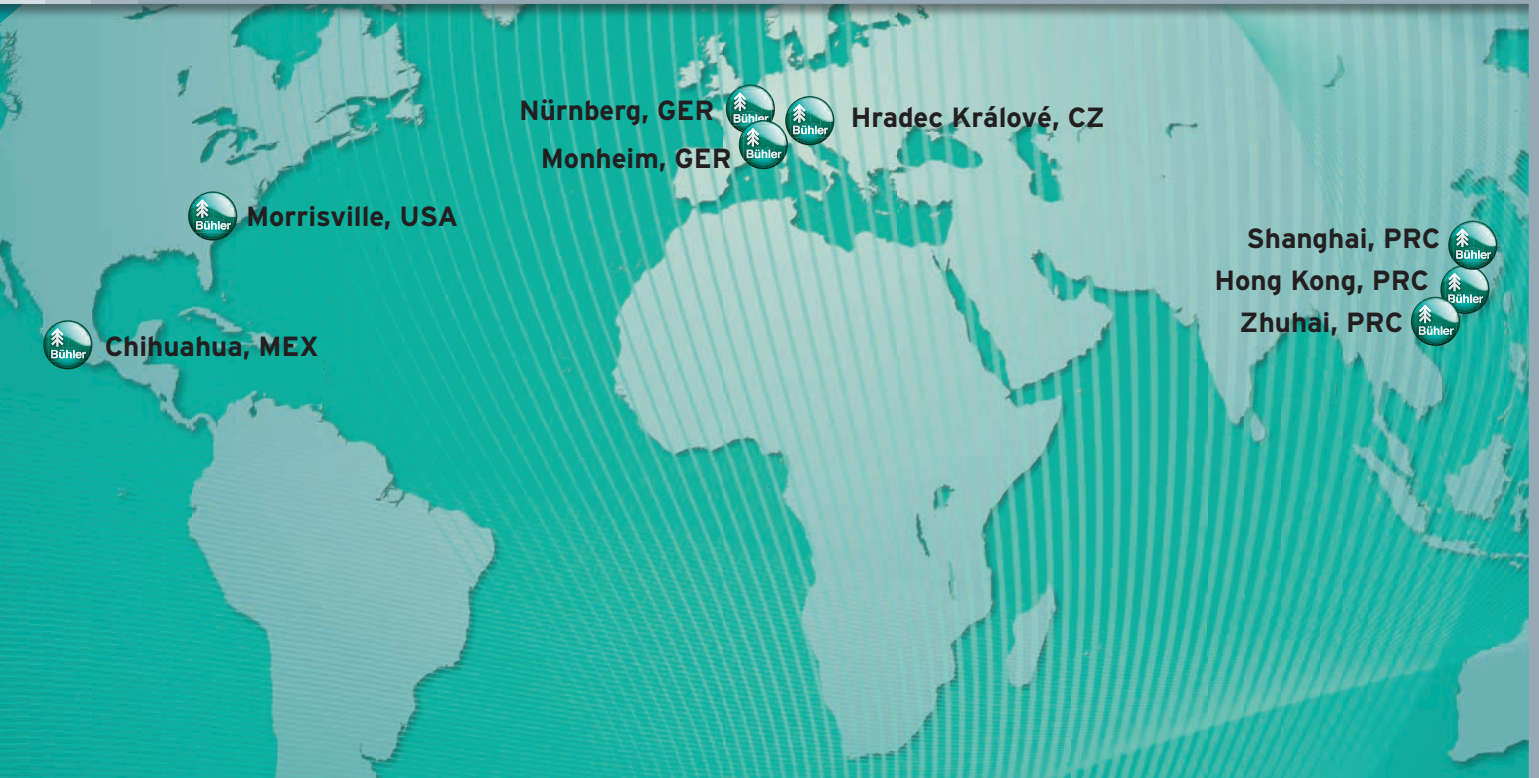 Nürnberg, GER
Bühler
Bühler
Hradec Králové, CZ
Monheim, GER
Bühler
Bühler
Morrisville, USA
Shanghai, PRC
Bühler
Hong Kong, PRC
Bühler
Zhuhai, PRC
Bühler
Bühler
Chihuahua, MEX